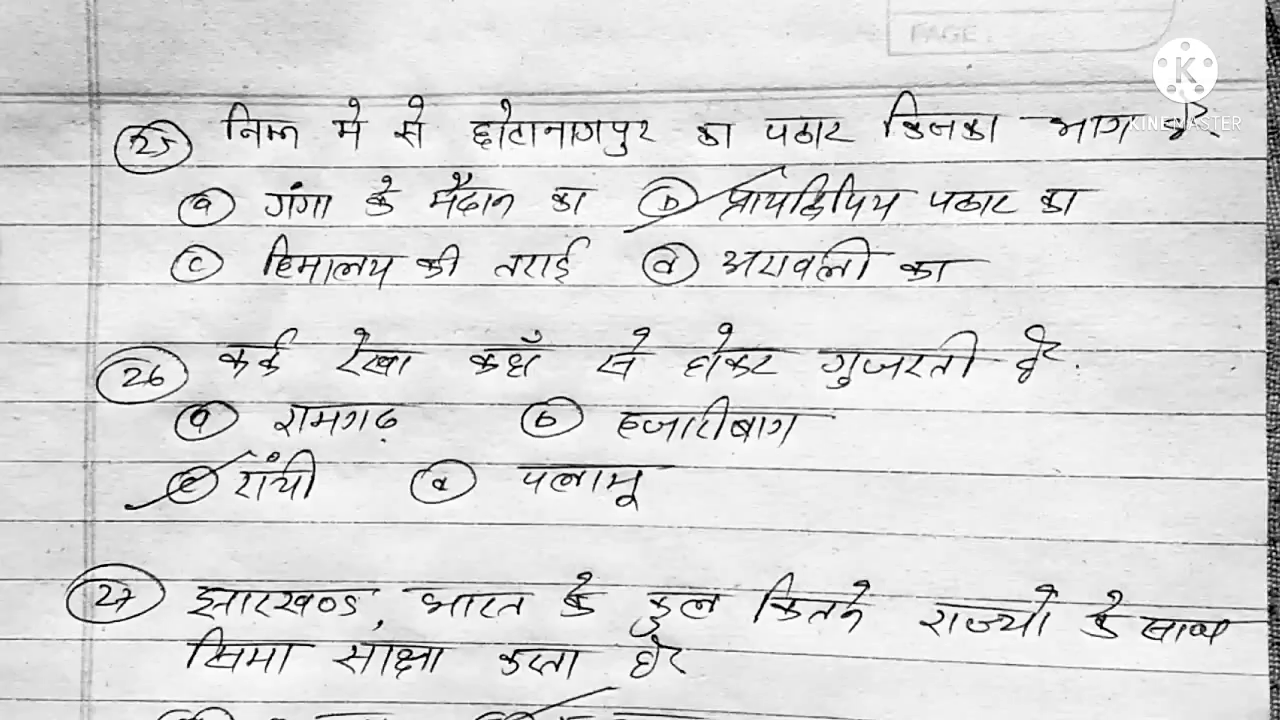 PAGE:
K
KINEMASTER
25 निम्न मे से छोटानागपुर का पठार किनका भाग है
a गंगा के मैदान का b प्रायद्विपिय पठार का
c हिमालय की तराई d अरावली का
26 कर्क रेखा कहाँ से होकर गुजरती है.
a रामगढ़ b हजारीबाग
c रांची d पलामू
27 झारखण्ड, भारत के कुल कितने राज्यो के साथ
सिमा साक्षा करता है